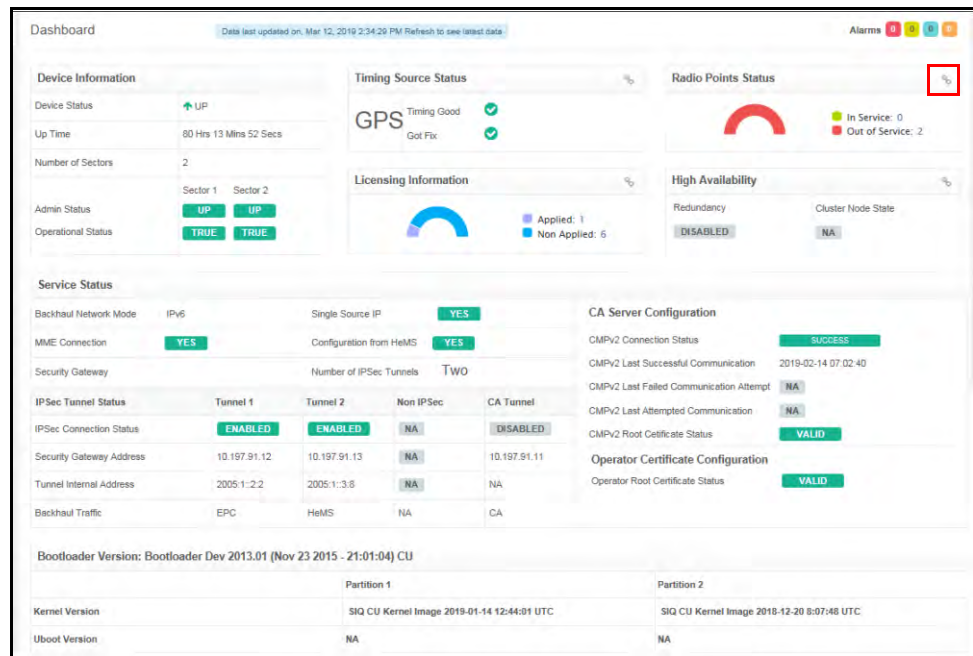 Dashboard
Data last updated on, Mar 12, 2019 2:34:29 PM Refresh to see latest data
Alarms 0 0 0 0
Device Information
Device Status UP
Up Time 80 Hrs 13 Mins 52 Secs
Number of Sectors 2
Sector 1 Sector 2
Admin Status UP UP
Operational Status TRUE TRUE
Timing Source Status
GPS
Timing Good
Got Fix
Radio Points Status
In Service: 0
Out of Service: 2
Licensing Information
Applied: 1
Non Applied: 6
High Availability
Redundancy Cluster Node State
DISABLED NA
Service Status
Backhaul Network Mode IPv6 Single Source IP YES
MME Connection YES Configuration from HeMS YES
Security Gateway Number of IPSec Tunnels Two
IPSec Tunnel Status Tunnel 1 Tunnel 2 Non IPSec CA Tunnel
IPSec Connection Status ENABLED ENABLED NA DISABLED
Security Gateway Address 10.197.91.12 10.197.91.13 NA 10.197.91.11
Tunnel Internal Address 2005:1::2:2 2005:1::3:8 NA NA
Backhaul Traffic EPC HeMS NA CA
CA Server Configuration
CMPv2 Connection Status SUCCESS
CMPv2 Last Successful Communication 2019-02-14 07:02:40
CMPv2 Last Failed Communication Attempt NA
CMPv2 Last Attempted Communication NA
CMPv2 Root Cetificate Status VALID
Operator Certificate Configuration
Operator Root Certificate Status VALID
Bootloader Version: Bootloader Dev 2013.01 (Nov 23 2015 - 21:01:04) CU
Partition 1 Partition 2
Kernel Version SIQ CU Kernel Image 2019-01-14 12:44:01 UTC SIQ CU Kernel Image 2018-12-20 8:07:48 UTC
Uboot Version NA NA